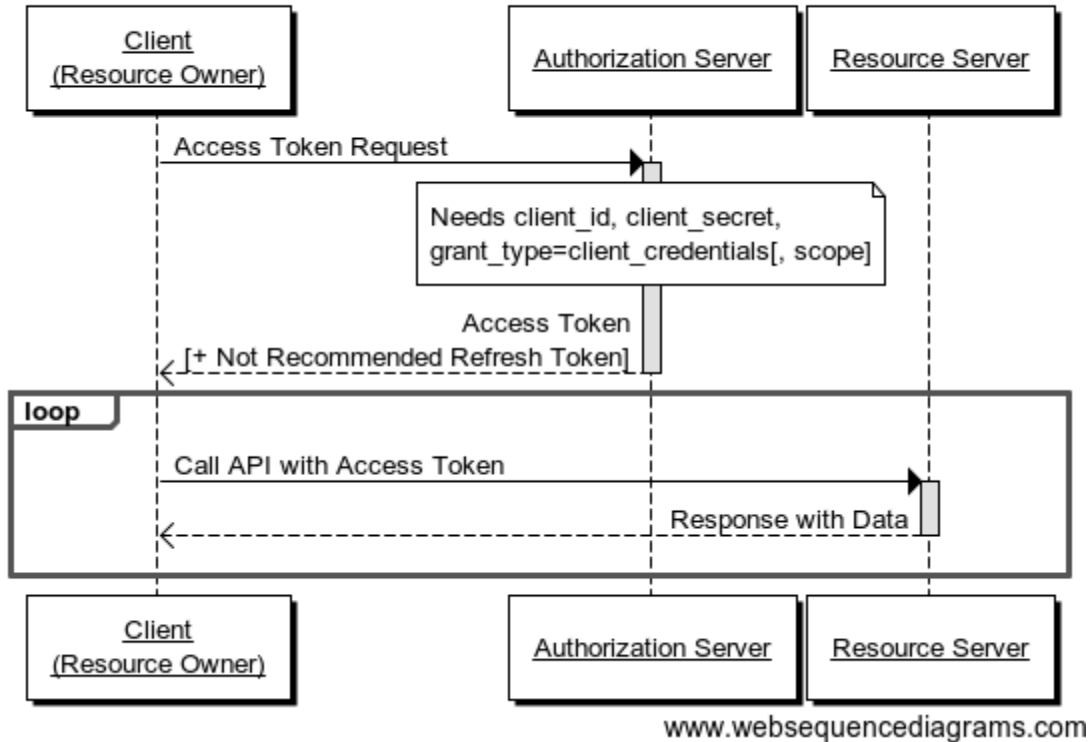 Client
(Resource Owner)
Authorization Server
Resource Server
Access Token Request
Needs client_id, client_secret,
grant_type=client_credentials[, scope]
Access Token
[+ Not Recommended Refresh Token]
loop
Call API with Access Token
Response with Data
Client
(Resource Owner)
Authorization Server
Resource Server
www.websequencediagrams.com